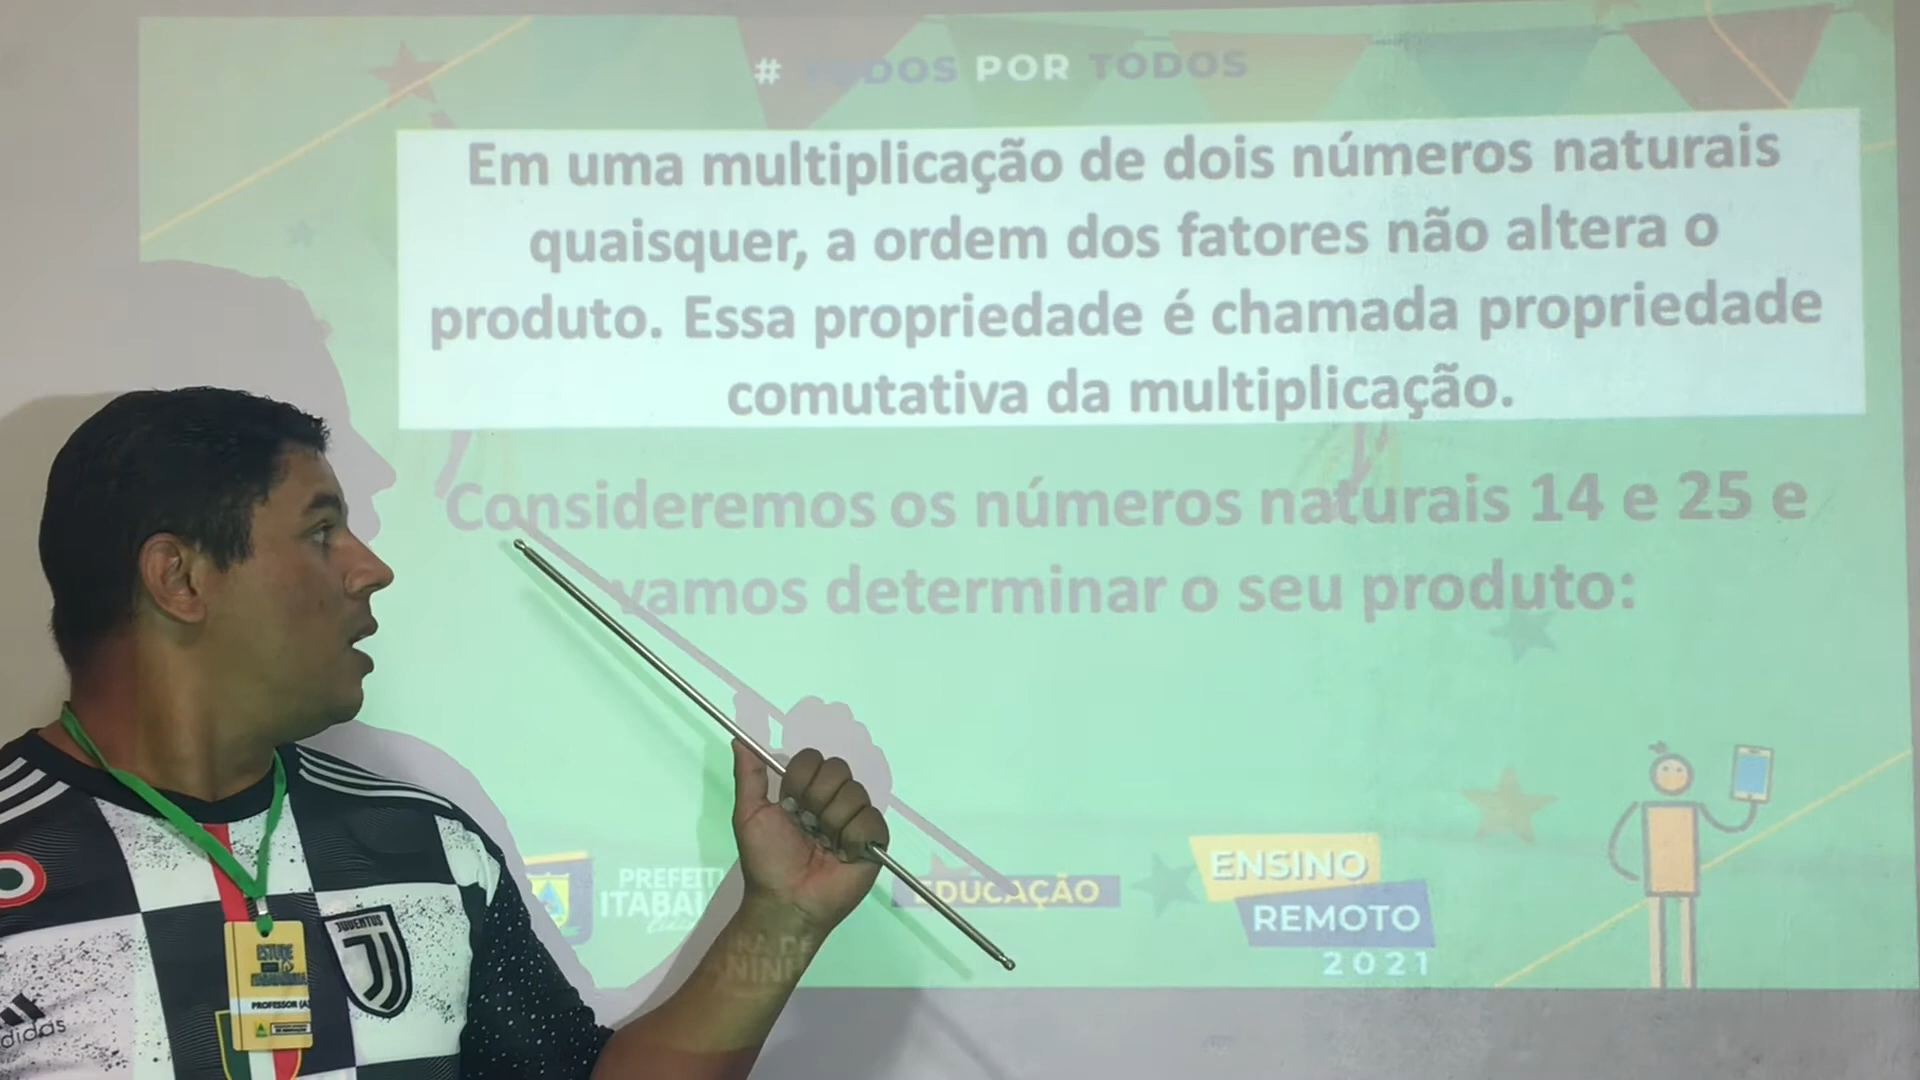 # TODOS POR TODOS
Em uma multiplicação de dois números naturais
quaisquer, a ordem dos fatores não altera o
produto. Essa propriedade é chamada propriedade
comutativa da multiplicação.
Consideremos os números naturais 14 e 25 e
vamos determinar o seu produto:
EDUCAÇÃO
ENSINO
REMOTO
2021
JUVENTUS
PROFESSOR(A)
adidas